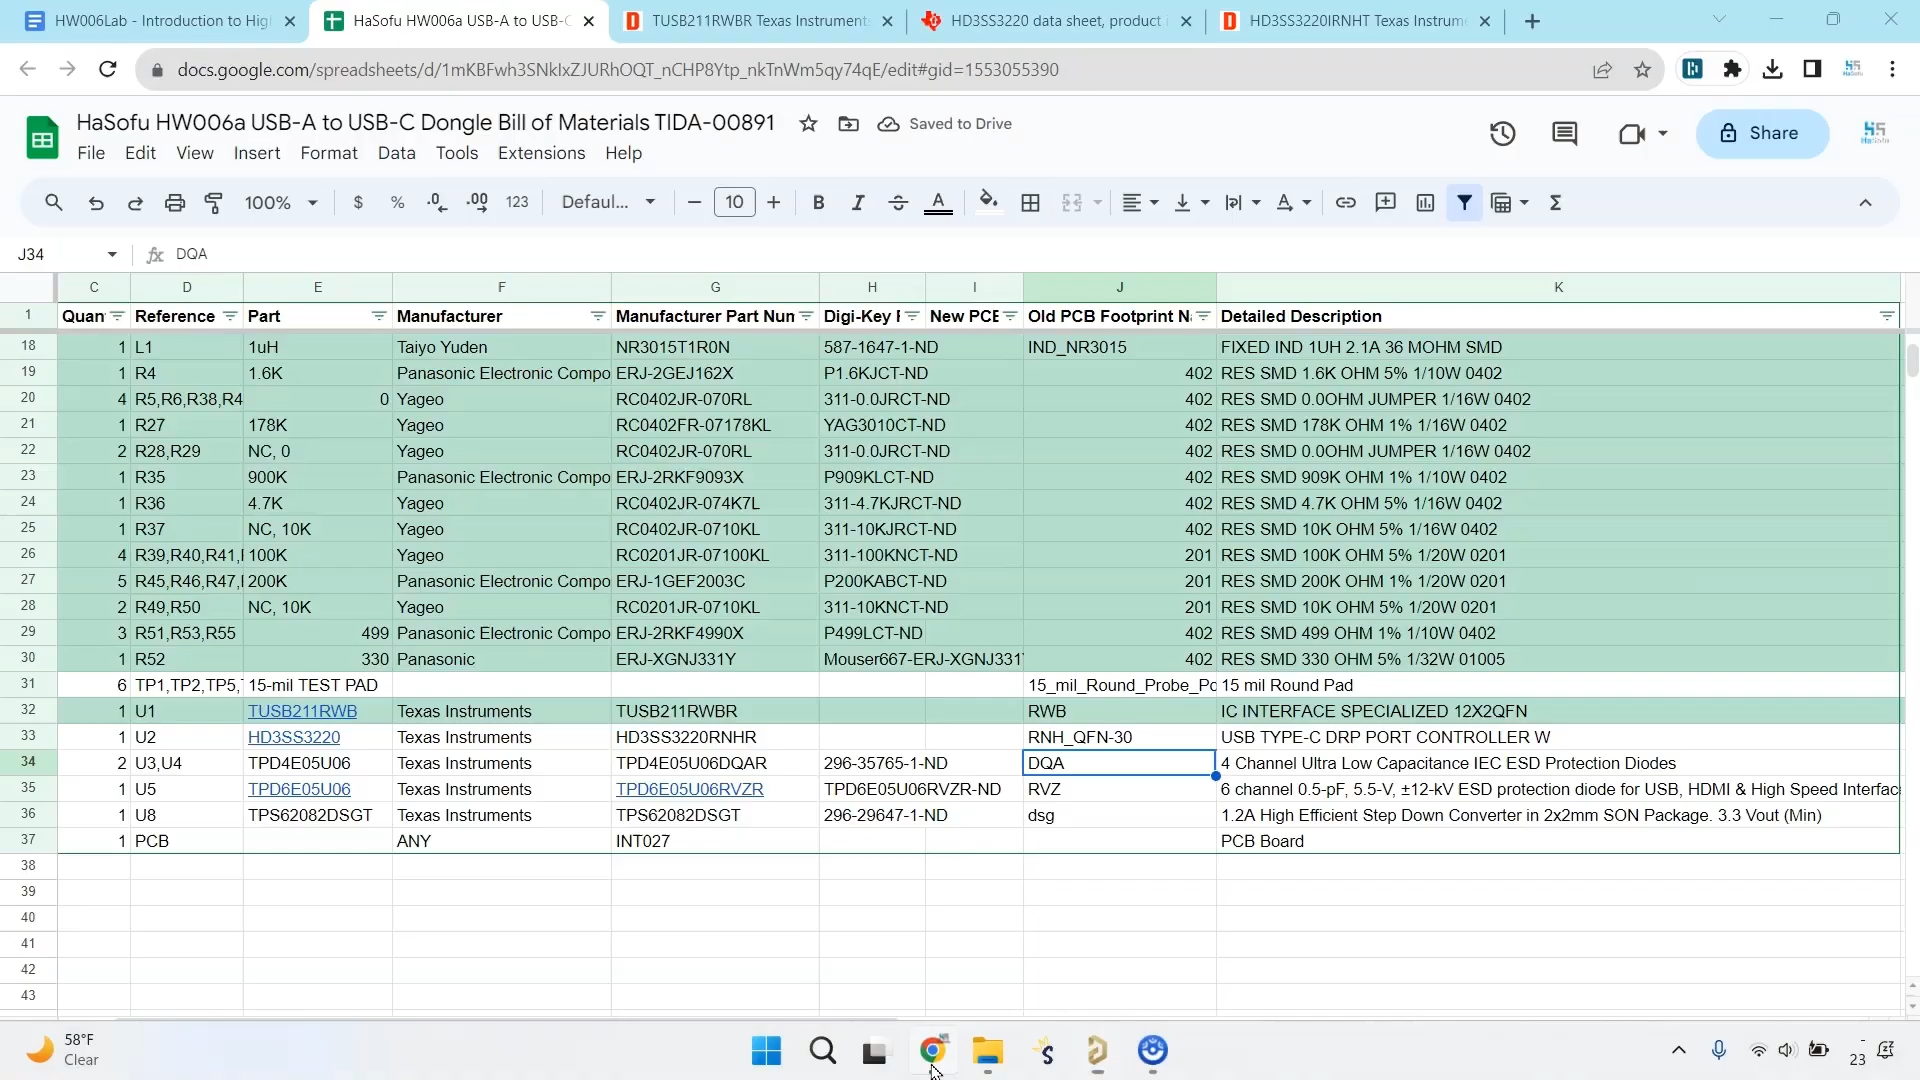 HW006Lab - Introduction to Hig
HaSofu HW006a USB-A to USB-C
TUSB211RWBR Texas Instrument
HD3SS3220 data sheet, product i
HD3SS3220IRNHT Texas Instrum
docs.google.com/spreadsheets/d/1mKBFwh3SNkIxZJURhOQT_nCHP8Ytp_nkTnWm5qy74qE/edit#gid=1553055390
HaSofu HW006a USB-A to USB-C Dongle Bill of Materials TIDA-00891
Saved to Drive
File Edit View Insert Format Data Tools Extensions Help
Share
100% $ % .0 .00 123 Defaul... 10 B I A
J34 fx DQA
C D E F G H I J K
1 Quan Reference Part Manufacturer Manufacturer Part Nun Digi-Key New PCE Old PCB Footprint N Detailed Description
18 1 L1 1uH Taiyo Yuden NR3015T1R0N 587-1647-1-ND IND_NR3015 FIXED IND 1UH 2.1A 36 MOHM SMD
19 1 R4 1.6K Panasonic Electronic Compo ERJ-2GEJ162X P1.6KJCT-ND 402 RES SMD 1.6K OHM 5% 1/10W 0402
20 4 R5,R6,R38,R4 0 Yageo RC0402JR-070RL 311-0.0JRCT-ND 402 RES SMD 0.0OHM JUMPER 1/16W 0402
21 1 R27 178K Yageo RC0402FR-07178KL YAG3010CT-ND 402 RES SMD 178K OHM 1% 1/16W 0402
22 2 R28,R29 NC, 0 Yageo RC0402JR-070RL 311-0.0JRCT-ND 402 RES SMD 0.0OHM JUMPER 1/16W 0402
23 1 R35 900K Panasonic Electronic Compo ERJ-2RKF9093X P909KLCT-ND 402 RES SMD 909K OHM 1% 1/10W 0402
24 1 R36 4.7K Yageo RC0402JR-074K7L 311-4.7KJRCT-ND 402 RES SMD 4.7K OHM 5% 1/16W 0402
25 1 R37 NC, 10K Yageo RC0402JR-0710KL 311-10KJRCT-ND 402 RES SMD 10K OHM 5% 1/16W 0402
26 4 R39,R40,R41, 100K Yageo RC0201JR-07100KL 311-100KNCT-ND 201 RES SMD 100K OHM 5% 1/20W 0201
27 5 R45,R46,R47, 200K Panasonic Electronic Compo ERJ-1GEF2003C P200KABCT-ND 201 RES SMD 200K OHM 1% 1/20W 0201
28 2 R49,R50 NC, 10K Yageo RC0201JR-0710KL 311-10KNCT-ND 201 RES SMD 10K OHM 5% 1/20W 0201
29 3 R51,R53,R55 499 Panasonic Electronic Compo ERJ-2RKF4990X P499LCT-ND 402 RES SMD 499 OHM 1% 1/10W 0402
30 1 R52 330 Panasonic ERJ-XGNJ331Y Mouser667-ERJ-XGNJ331 402 RES SMD 330 OHM 5% 1/32W 01005
31 6 TP1,TP2,TP5, 15-mil TEST PAD 15_mil_Round_Probe_Po 15 mil Round Pad
32 1 U1 TUSB211RWB Texas Instruments TUSB211RWBR RWB IC INTERFACE SPECIALIZED 12X2QFN
33 1 U2 HD3SS3220 Texas Instruments HD3SS3220RNHR RNH_QFN-30 USB TYPE-C DRP PORT CONTROLLER W
34 2 U3,U4 TPD4E05U06 Texas Instruments TPD4E05U06DQAR 296-35765-1-ND DQA 4 Channel Ultra Low Capacitance IEC ESD Protection Diodes
35 1 U5 TPD6E05U06 Texas Instruments TPD6E05U06RVZR TPD6E05U06RVZR-ND RVZ 6 channel 0.5-pF, 5.5-V, ±12-kV ESD protection diode for USB, HDMI & High Speed Interfac
36 1 U8 TPS62082DSGT Texas Instruments TPS62082DSGT 296-29647-1-ND dsg 1.2A High Efficient Step Down Converter in 2x2mm SON Package. 3.3 Vout (Min)
37 1 PCB ANY INT027 PCB Board
38
39
40
41
42
43
58°F
Clear
23